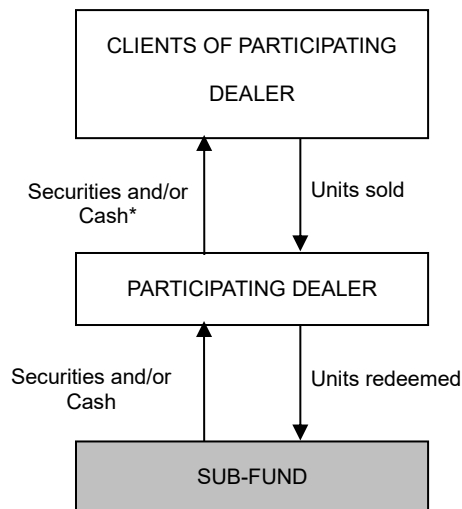 CLIENTS OF PARTICIPATING
DEALER
Securities and/or
Cash*
Units sold
PARTICIPATING DEALER
Securities and/or
Cash
Units redeemed
SUB-FUND